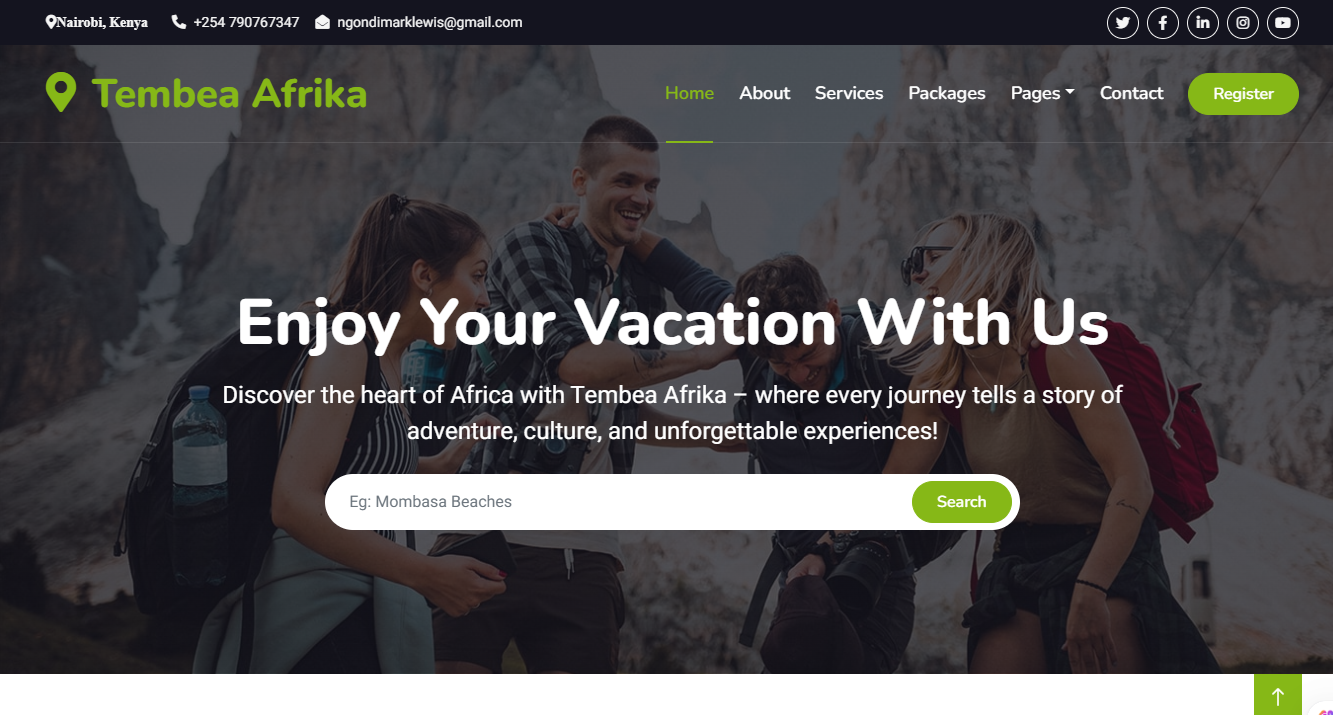 Nairobi, Kenya +254 790767347 ngondimarklewis@gmail.com
Tembea Afrika
Home About Services Packages Pages Contact Register
Enjoy Your Vacation With Us
Discover the heart of Africa with Tembea Afrika – where every journey tells a story of
adventure, culture, and unforgettable experiences!
Eg: Mombasa Beaches Search